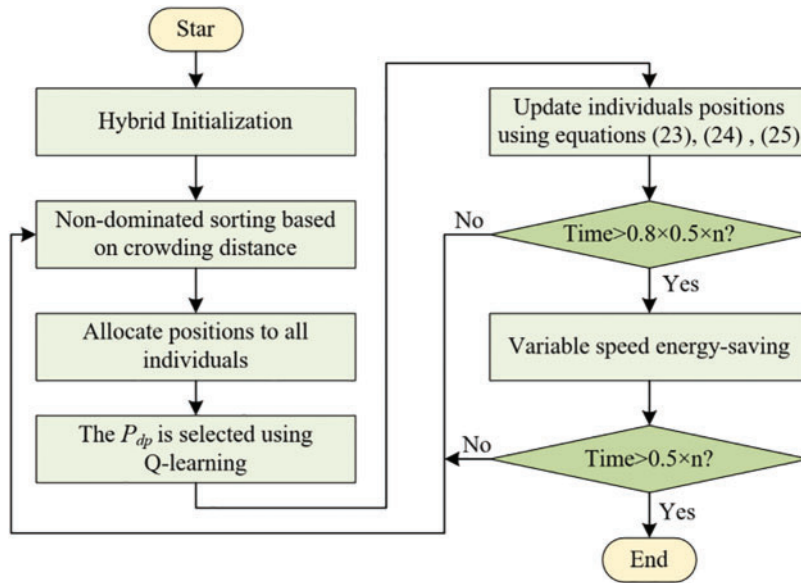 Star
Hybrid Initialization
Non-dominated sorting based
on crowding distance
Allocate positions to all
individuals
The P_dp is selected using
Q-learning
Update individuals positions
using equations (23), (24) , (25)
No
Time>0.8×0.5×n?
Yes
Variable speed energy-saving
No
Time>0.5×n?
Yes
End